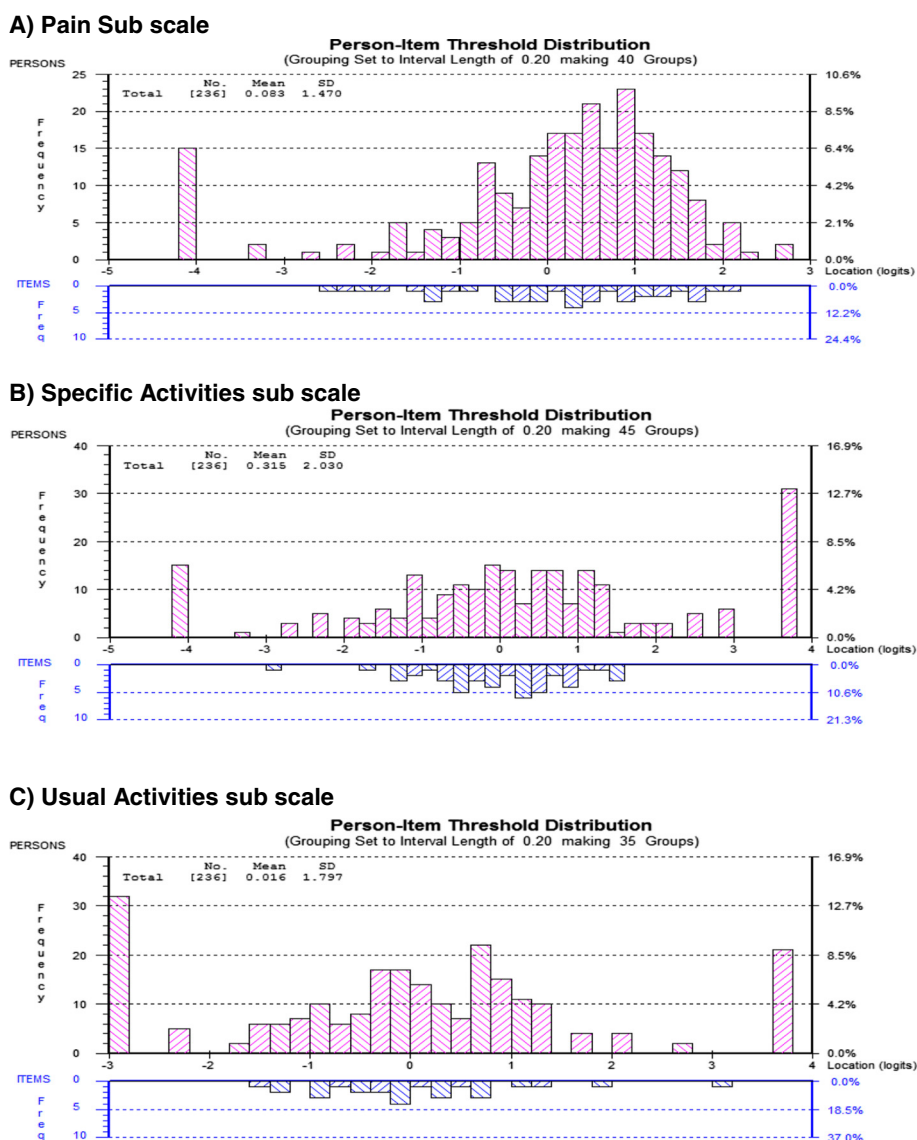 A) Pain Sub scale
Person-Item Threshold Distribution
PERSONS (Grouping Set to Interval Length of 0.20 making 40 Groups)
25 No. Mean SD 10.6%
Total [236] 0.083 1.470
20 8.5%
15 6.4%
10 4.2%
5 2.1%
0 0.0%
Frequency
-5 -4 -3 -2 -1 0 1 2 3 Location (logits)
ITEMS 0 0.0%
5 12.2%
10 24.4%
Freq
B) Specific Activities sub scale
Person-Item Threshold Distribution
PERSONS (Grouping Set to Interval Length of 0.20 making 45 Groups)
40 No. Mean SD 16.9%
Total [236] 0.315 2.030
30 12.7%
20 8.5%
10 4.2%
0 0.0%
Frequency
-5 -4 -3 -2 -1 0 1 2 3 4 Location (logits)
ITEMS 0 0.0%
5 10.6%
10 21.3%
Freq
C) Usual Activities sub scale
Person-Item Threshold Distribution
PERSONS (Grouping Set to Interval Length of 0.20 making 35 Groups)
40 No. Mean SD 16.9%
Total [236] 0.016 1.797
30 12.7%
20 8.5%
10 4.2%
0 0.0%
Frequency
-3 -2 -1 0 1 2 3 4 Location (logits)
ITEMS 0 0.0%
5 18.5%
10 37.0%
Freq